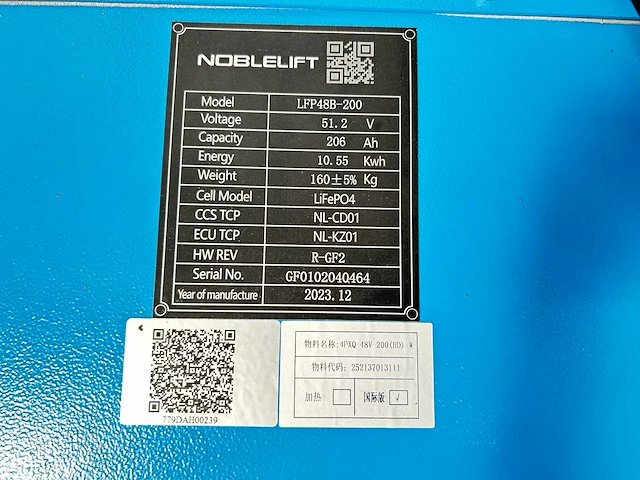 NOBLELIFT
Model LFP48B-200
Voltage 51.2 V
Capacity 206 Ah
Energy 10.55 Kwh
Weight 160±5% Kg
Cell Model LiFePO4
CCS TCP NL-CD01
ECU TCP NL-KZ01
HW REV R-GF2
Serial No. GF0102040464
Year of manufacture 2023.12
779DAH00239
物料名称:4PXQ-48V-200(HD) W
物料代码: 252137013111
加热 国际版 √